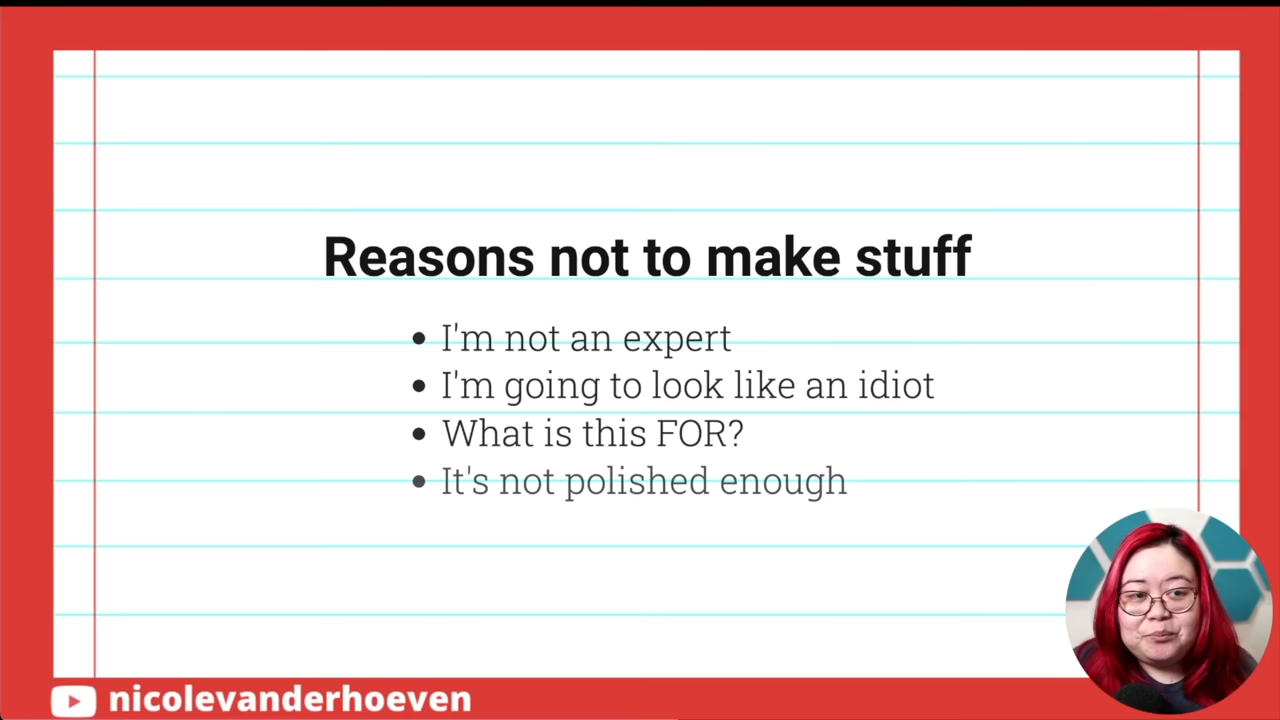 Reasons not to make stuff
• I'm not an expert
• I'm going to look like an idiot
• What is this FOR?
• It's not polished enough
nicolevanderhoeven